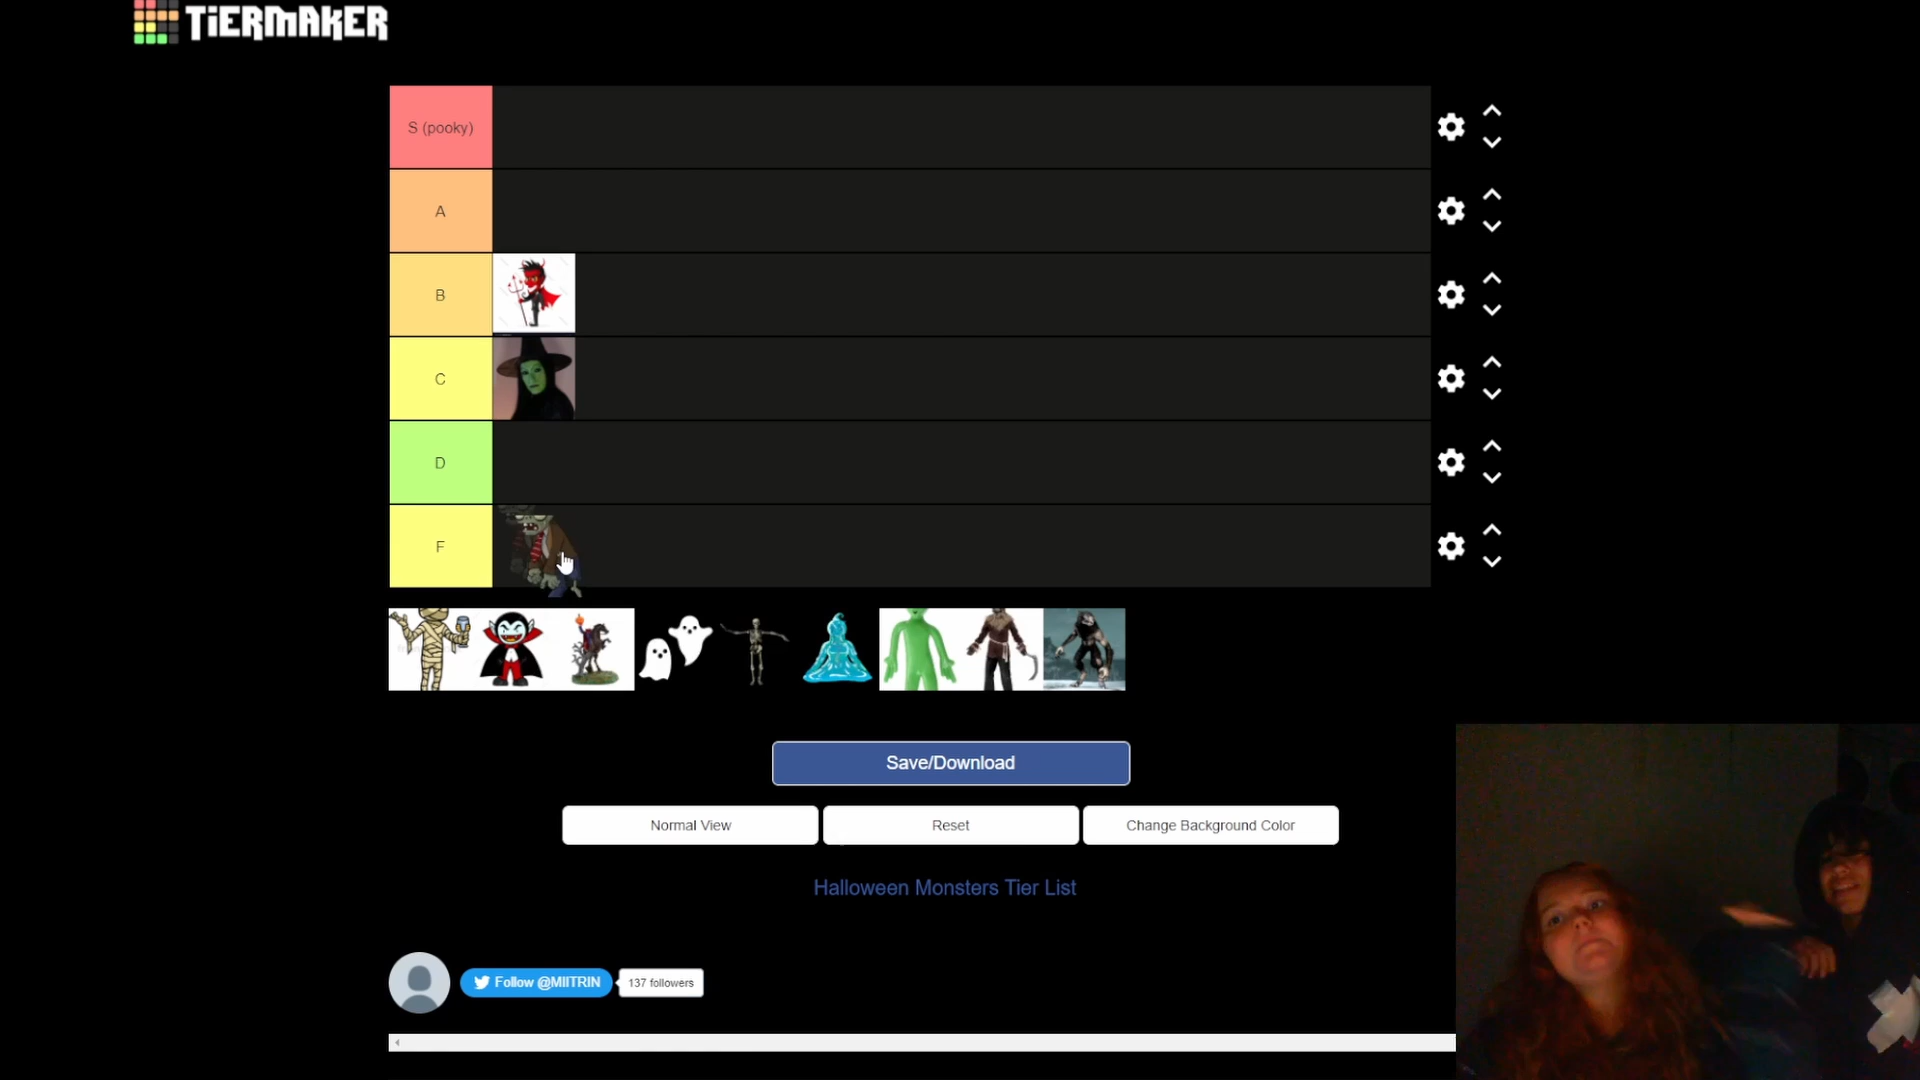 TiERMAKER
S (pooky)
A
B
C
D
F
Save/Download
Normal View
Reset
Change Background Color
Halloween Monsters Tier List
Follow @MIITRIN
137 followers